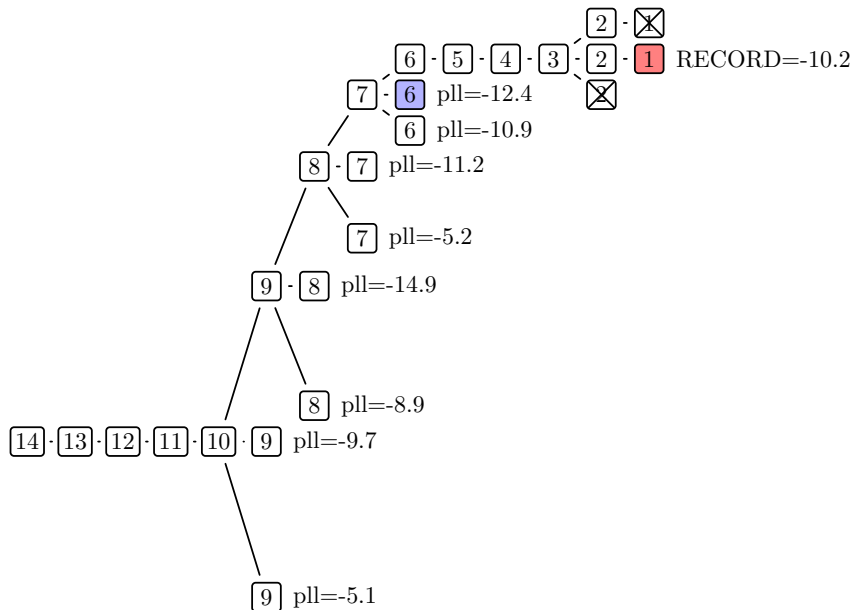 2 1
6 5 4 3 2 1 RECORD=-10.2
7 6 pll=-12.4 2
6 pll=-10.9
8 7 pll=-11.2
7 pll=-5.2
9 8 pll=-14.9
8 pll=-8.9
14 13 12 11 10 9 pll=-9.7
9 pll=-5.1